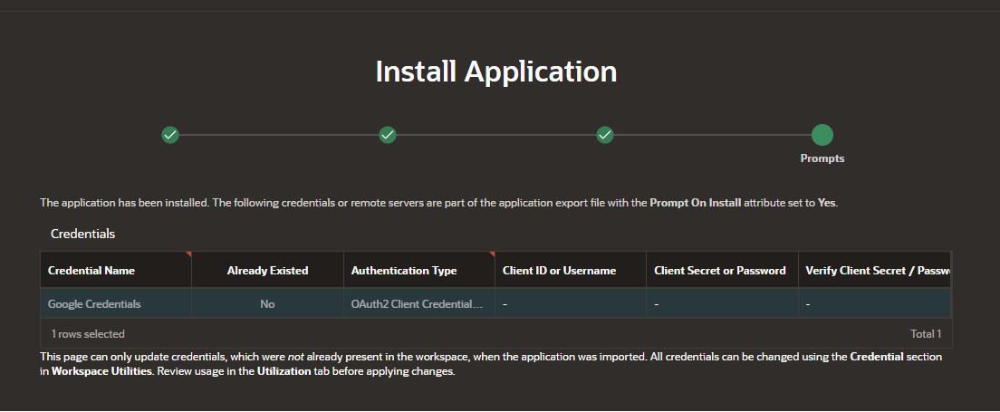 Install Application
Prompts
The application has been installed. The following credentials or remote servers are part of the application export file with the Prompt On Install attribute set to Yes.
Credentials
Credential Name Already Existed Authentication Type Client ID or Username Client Secret or Password Verify Client Secret / Passw
Google Credentials No OAuth2 Client Credential... - - -
1 rows selected Total 1
This page can only update credentials, which were not already present in the workspace, when the application was imported. All credentials can be changed using the Credential section
in Workspace Utilities. Review usage in the Utilization tab before applying changes.